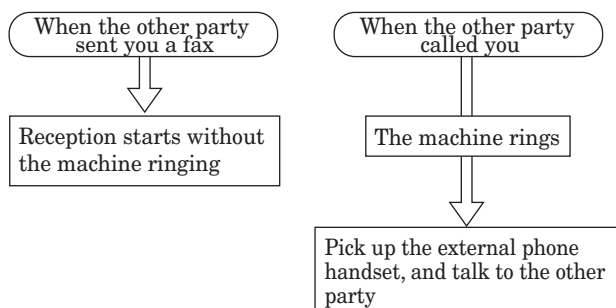 When the other party
sent you a fax
Reception starts without
the machine ringing
When the other party
called you
The machine rings
Pick up the external phone
handset, and talk to the other
party